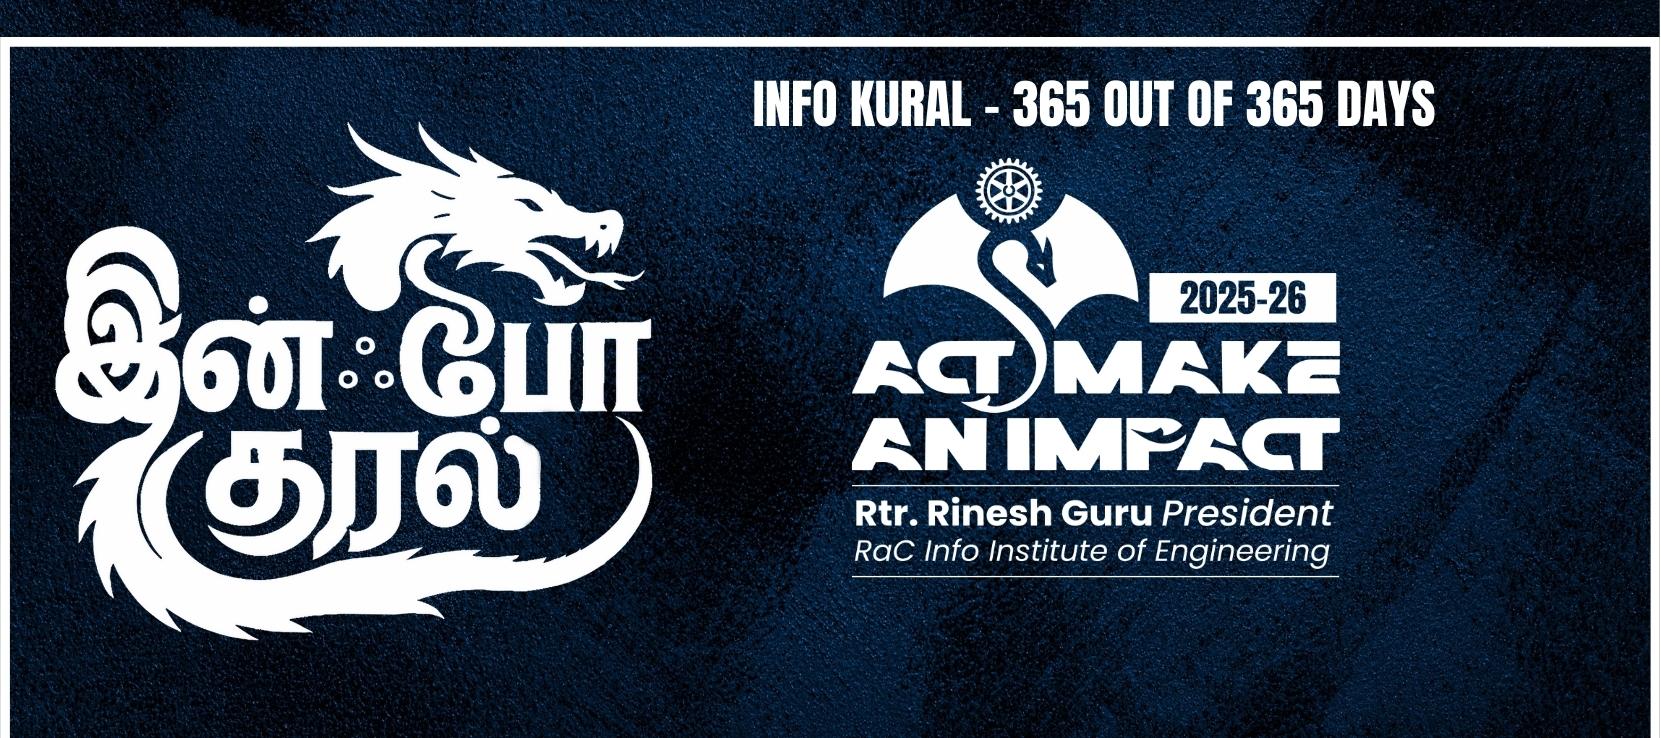 INFO KURAL - 365 OUT OF 365 DAYS
இன்ஃபோ
குரல்
2025-26
ACT MAKE
AN IMPACT
Rtr. Rinesh Guru President
RaC Info Institute of Engineering